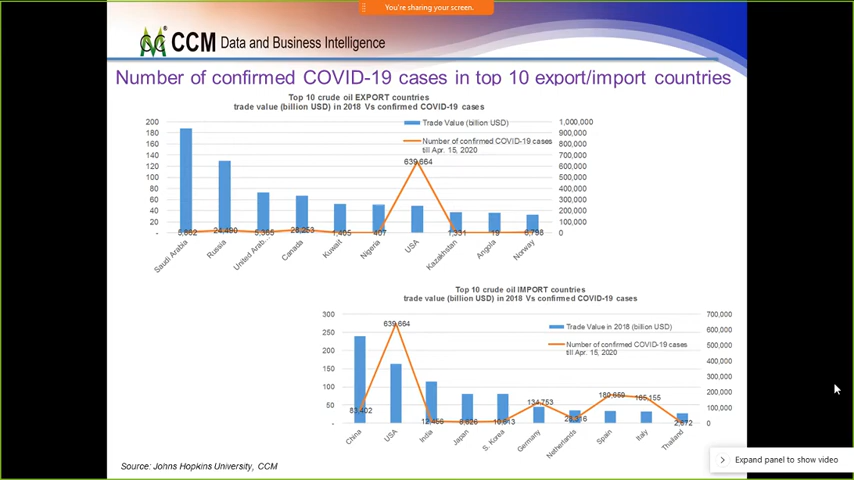 You're sharing your screen.
CCM Data and Business Intelligence
Number of confirmed COVID-19 cases in top 10 export/import countries
Top 10 crude oil EXPORT countries
trade value (billion USD) in 2018 Vs confirmed COVID-19 cases
200
180
160
140
120
100
80
60
40
20
-
Trade Value (billion USD)
Number of confirmed COVID-19 cases
till Apr. 15, 2020
1,000,000
900,000
800,000
700,000
600,000
500,000
400,000
300,000
200,000
100,000
0
24,490
5,365
28,253
1,405
407
639,664
1,331
19
6,798
Saudi Arabia
Russia
United Arab...
Canada
Kuwait
Nigeria
USA
Kazakhstan
Angola
Norway
Top 10 crude oil IMPORT countries
trade value (billion USD) in 2018 Vs confirmed COVID-19 cases
300
250
200
150
100
50
-
Trade Value in 2018 (billion USD)
Number of confirmed COVID-19 cases
till Apr. 15, 2020
700,000
600,000
500,000
400,000
300,000
200,000
100,000
0
83,402
639,664
12,456
10,613
134,753
28,316
165,155
2,672
China
USA
India
Japan
S. Korea
Germany
Netherlands
Spain
Italy
Thailand
Source: Johns Hopkins University, CCM
Expand panel to show video